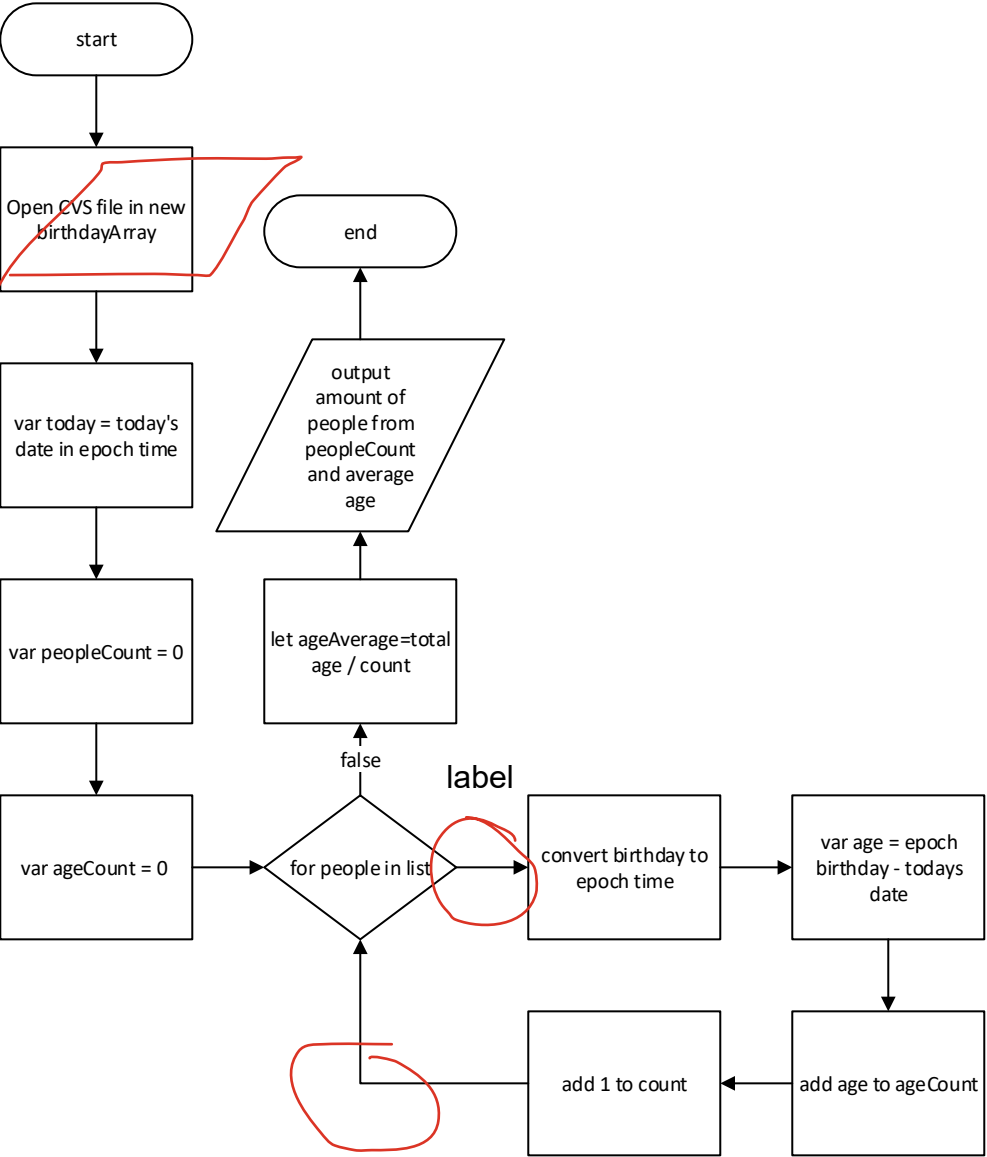 start
Open CVS file in new
birthdayArray
var today = today's
date in epoch time
var peopleCount = 0
var ageCount = 0
for people in list
false
let ageAverage=total
age / count
output
amount of
people from
peopleCount
and average
age
end
label
convert birthday to
epoch time
var age = epoch
birthday - todays
date
add age to ageCount
add 1 to count